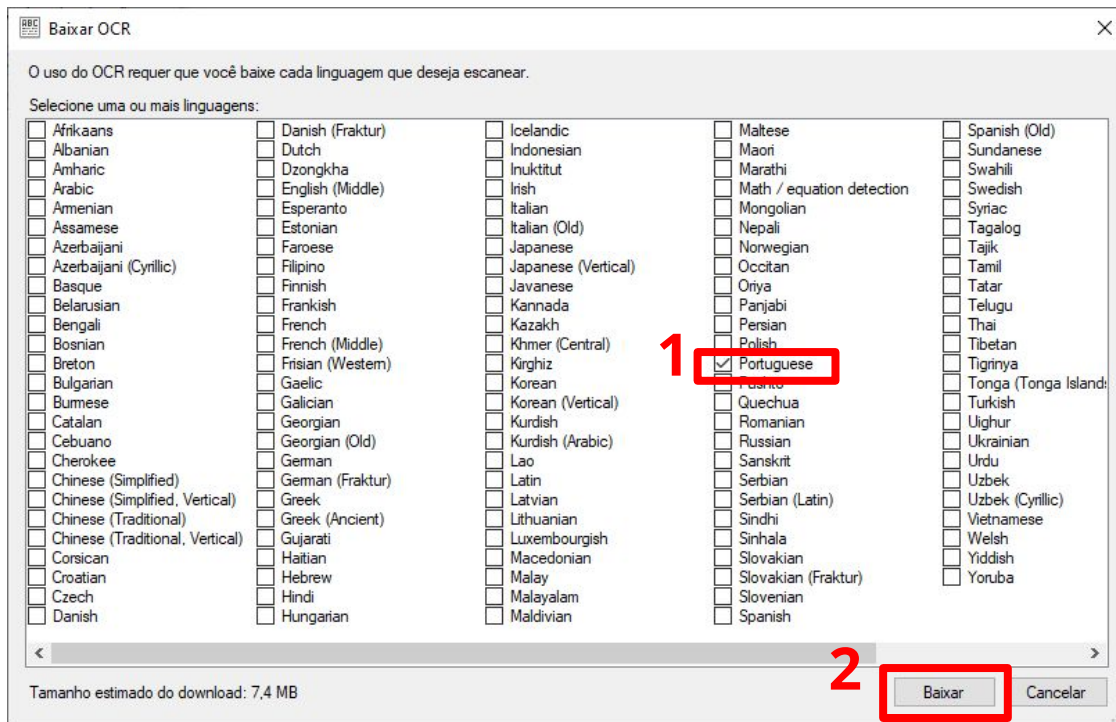 Baixar OCR
O uso do OCR requer que você baixe cada linguagem que deseja escanear.
Selecione uma ou mais linguagens:
Afrikaans
Albanian
Amharic
Arabic
Armenian
Assamese
Azerbaijani
Azerbaijani (Cyrillic)
Basque
Belarusian
Bengali
Bosnian
Breton
Bulgarian
Burmese
Catalan
Cebuano
Cherokee
Chinese (Simplified)
Chinese (Simplified, Vertical)
Chinese (Traditional)
Chinese (Traditional, Vertical)
Corsican
Croatian
Czech
Danish
Danish (Fraktur)
Dutch
Dzongkha
English (Middle)
Esperanto
Estonian
Faroese
Filipino
Finnish
Frankish
French
French (Middle)
Frisian (Western)
Gaelic
Galician
Georgian
Georgian (Old)
German
German (Fraktur)
Greek
Greek (Ancient)
Gujarati
Haitian
Hebrew
Hindi
Hungarian
Icelandic
Indonesian
Inuktitut
Irish
Italian
Italian (Old)
Japanese
Japanese (Vertical)
Javanese
Kannada
Kazakh
Khmer (Central)
Kirghiz
Korean
Korean (Vertical)
Kurdish
Kurdish (Arabic)
Lao
Latin
Latvian
Lithuanian
Luxembourgish
Macedonian
Malay
Malayalam
Maldivian
Maltese
Maori
Marathi
Math / equation detection
Mongolian
Nepali
Norwegian
Occitan
Oriya
Panjabi
Persian
Polish
1
Portuguese
Pushto
Quechua
Romanian
Russian
Sanskrit
Serbian
Serbian (Latin)
Sindhi
Sinhala
Slovakian
Slovakian (Fraktur)
Slovenian
Spanish
Spanish (Old)
Sundanese
Swahili
Swedish
Syriac
Tagalog
Tajik
Tamil
Tatar
Telugu
Thai
Tibetan
Tigrinya
Tonga (Tonga Islands
Turkish
Uighur
Ukrainian
Urdu
Uzbek
Uzbek (Cyrillic)
Vietnamese
Welsh
Yiddish
Yoruba
Tamanho estimado do download: 7,4 MB
2
Baixar
Cancelar